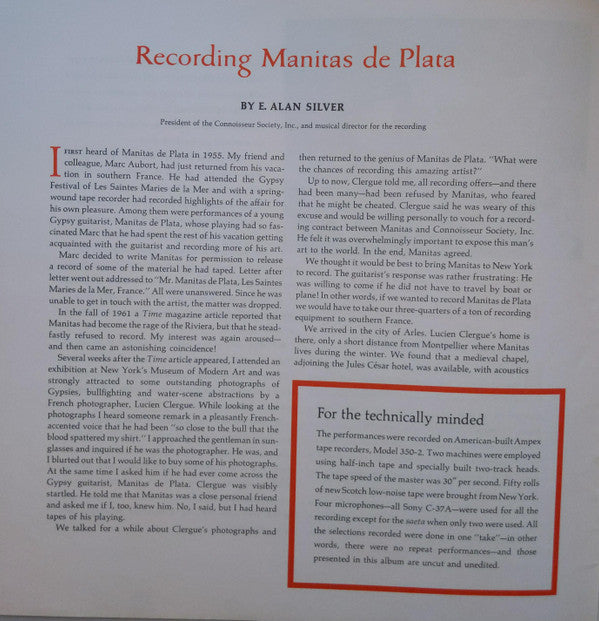 Recording Manitas de Plata
BY E. ALAN SILVER
President of the Connoisseur Society, Inc., and musical director for the recording
I FIRST heard of Manitas de Plata in 1955. My friend and
colleague, Marc Aubort, had just returned from his vaca-
tion in southern France. He had attended the Gypsy
Festival of Les Saintes Maries de la Mer and with a spring-
wound tape recorder had recorded highlights of the affair for
his own pleasure. Among them were performances of a young
Gypsy guitarist, Manitas de Plata, whose playing had so fas-
cinated Marc that he had spent the rest of his vacation getting
acquainted with the guitarist and recording more of his art.
Marc decided to write Manitas for permission to release
a record of some of the material he had taped. Letter after
letter went out addressed to "Mr. Manitas de Plata, Les Saintes
Maries de la Mer, France." All were unanswered. Since he was
unable to get in touch with the artist, the matter was dropped.
In the fall of 1961 a Time magazine article reported that
Manitas had become the rage of the Riviera, but that he stead-
fastly refused to record. My interest was again aroused—
and then came an astonishing coincidence!
Several weeks after the Time article appeared, I attended an
exhibition at New York's Museum of Modern Art and was
strongly attracted to some outstanding photographs of
Gypsies, bullfighting and water-scene abstractions by a
French photographer, Lucien Clergue. While looking at the
photographs I heard someone remark in a pleasantly French-
accented voice that he had been "so close to the bull that the
blood spattered my shirt." I approached the gentleman in sun-
glasses and inquired if he was the photographer. He was, and
I blurted out that I would like to buy some of his photographs.
At the same time I asked him if he had ever come across the
Gypsy guitarist, Manitas de Plata. Clergue was visibly
startled. He told me that Manitas was a close personal friend
and asked me if I, too, knew him. No, I said, but I had heard
tapes of his playing.
We talked for a while about Clergue's photographs and
then returned to the genius of Manitas de Plata. "What were
the chances of recording this amazing artist?"
Up to now, Clergue told me, all recording offers—and there
had been many—had been refused by Manitas, who feared
that he might be cheated. Clergue said he was weary of this
excuse and would be willing personally to vouch for a record-
ing contract between Manitas and Connoisseur Society, Inc.
He felt it was overwhelmingly important to expose this man's
art to the world. In the end, Manitas agreed.
We thought it would be best to bring Manitas to New York
to record. The guitarist's response was rather frustrating: He
was willing to come if he did not have to travel by boat or
plane! In other words, if we wanted to record Manitas de Plata
we would have to take our three-quarters of a ton of recording
equipment to southern France.
We arrived in the city of Arles. Lucien Clergue's home is
there, only a short distance from Montpellier where Manitas
lives during the winter. We found that a medieval chapel,
adjoining the Jules César hotel, was available, with acoustics
For the technically minded
The performances were recorded on American-built Ampex
tape recorders, Model 350-2. Two machines were employed
using half-inch tape and specially built two-track heads.
The tape speed of the master was 30" per second. Fifty rolls
of new Scotch low-noise tape were brought from New York.
Four microphones—all Sony C-37A—were used for all the
recording except for the saeta when only two were used. All
the selections recorded were done in one "take"—in other
words, there were no repeat performances—and those
presented in this album are uncut and unedited.